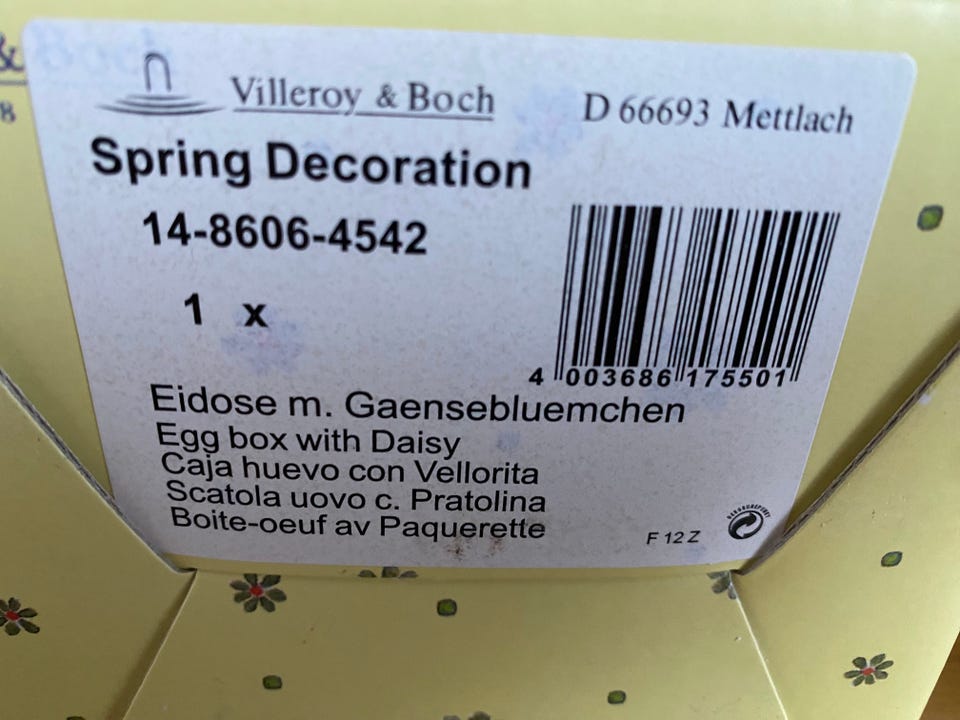 &
8
Villeroy & Boch
D 66693 Mettlach
Spring Decoration
14-8606-4542
1 x
4 003686 175501
Eidose m. Gaensebluemchen
Egg box with Daisy
Caja huevo con Vellorita
Scatola uovo c. Pratolina
Boite-oeuf av Paquerette
F 12 Z